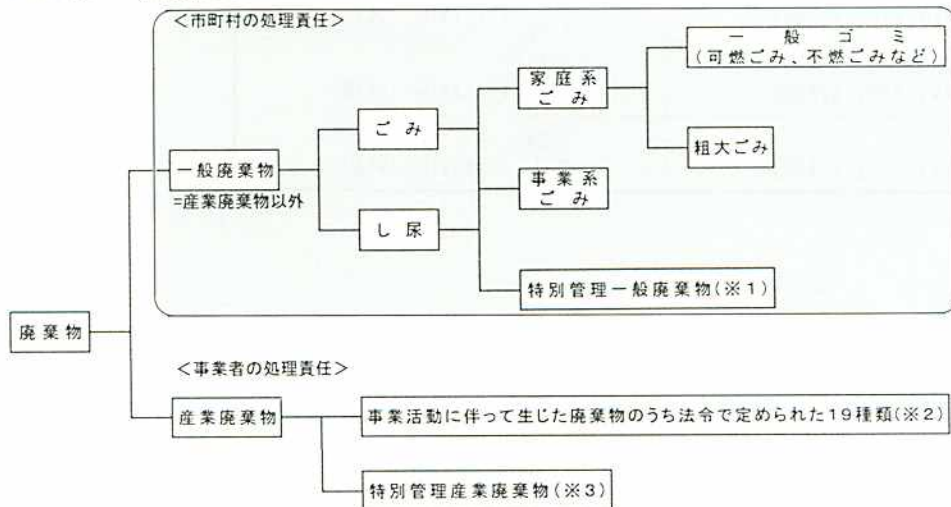 ＜市町村の処理責任＞
一般ゴミ
(可燃ごみ、不燃ごみなど)
家庭系
ごみ
ごみ
粗大ごみ
一般廃棄物
=産業廃棄物以外
事業系
ごみ
し尿
特別管理一般廃棄物(※1)
廃棄物
＜事業者の処理責任＞
産業廃棄物
事業活動に伴って生じた廃棄物のうち法令で定められた19種類(※2)
特別管理産業廃棄物(※3)